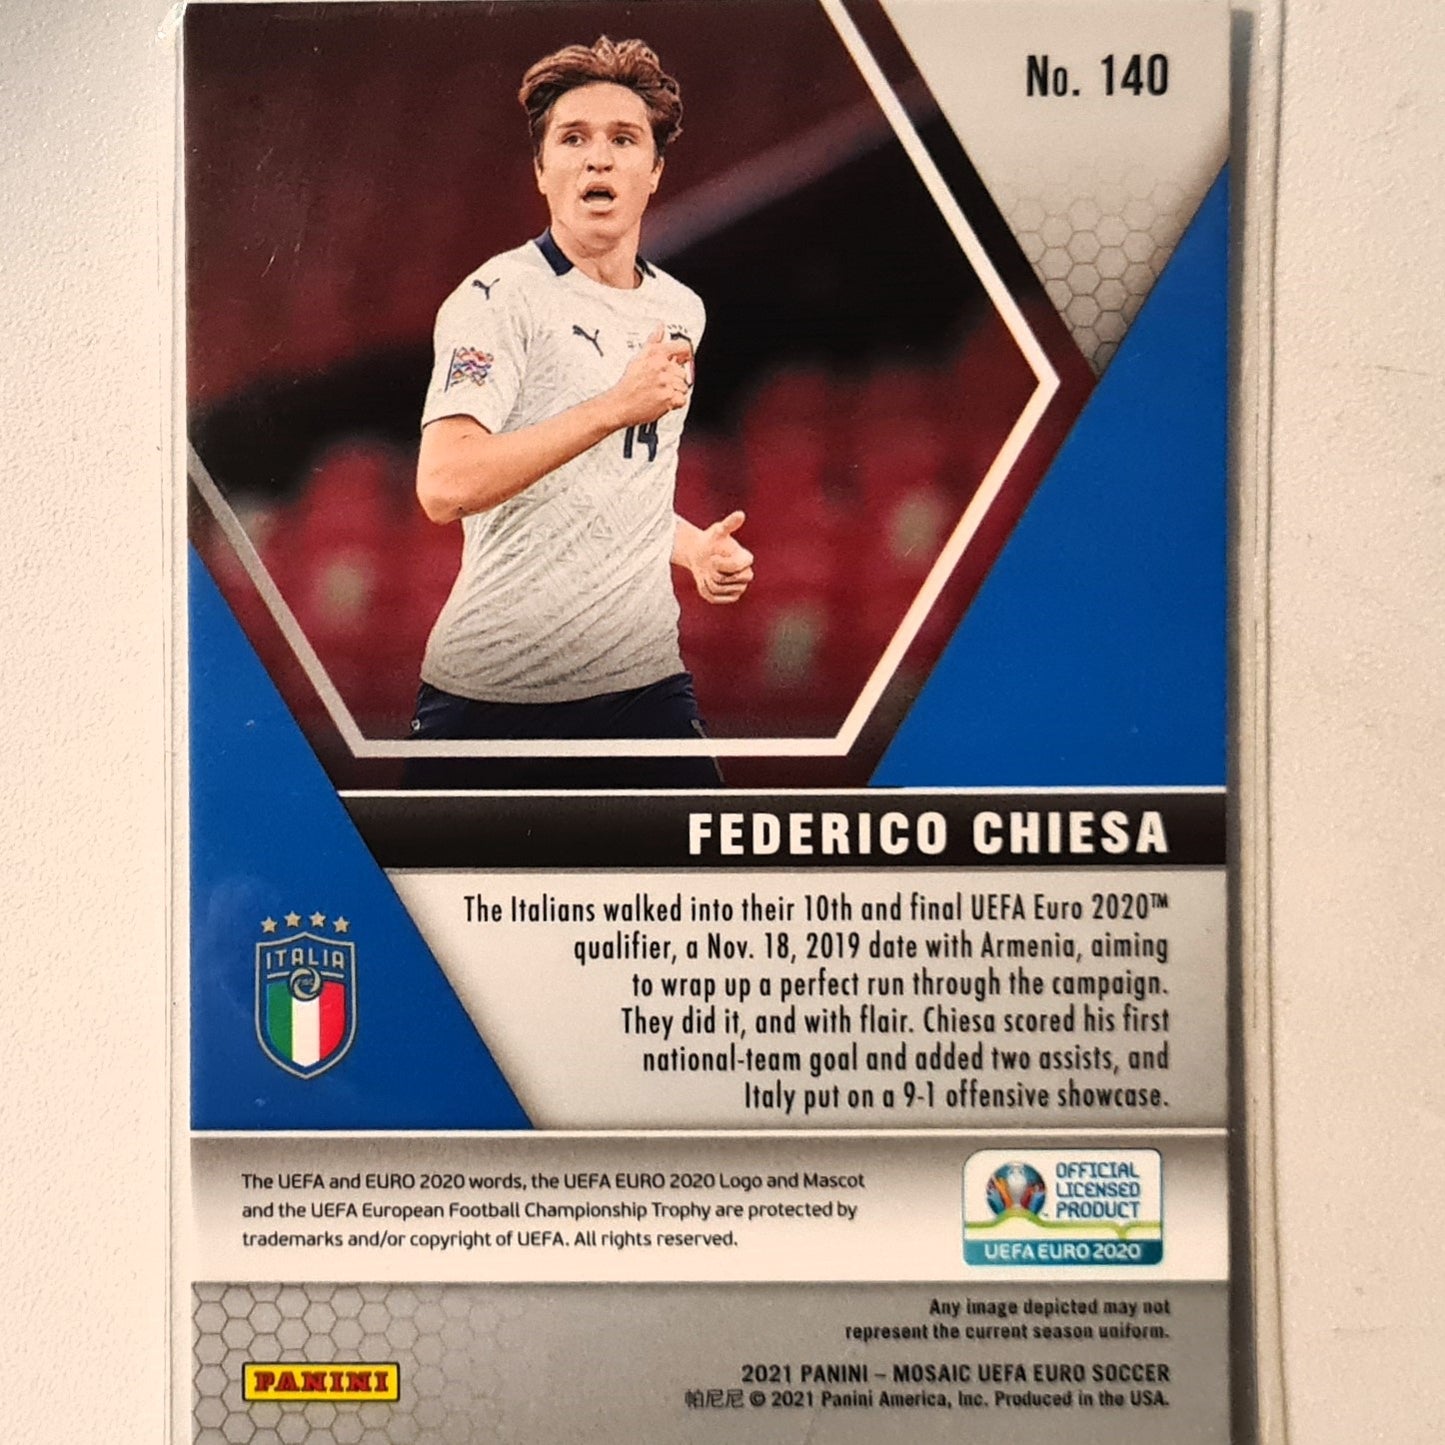 No. 140
14
FEDERICO CHIESA
The Italians walked into their 10th and final UEFA Euro 2020™
qualifier, a Nov. 18, 2019 date with Armenia, aiming
to wrap up a perfect run through the campaign.
They did it, and with flair. Chiesa scored his first
national-team goal and added two assists, and
Italy put on a 9-1 offensive showcase.
ITALIA
The UEFA and EURO 2020 words, the UEFA EURO 2020 Logo and Mascot
and the UEFA European Football Championship Trophy are protected by
trademarks and/or copyright of UEFA. All rights reserved.
OFFICIAL
LICENSED
PRODUCT
UEFA EURO 2020
Any image depicted may not
represent the current season uniform.
PANINI
2021 PANINI – MOSAIC UEFA EURO SOCCER
帕尼尼 © 2021 Panini America, Inc. Produced in the USA.